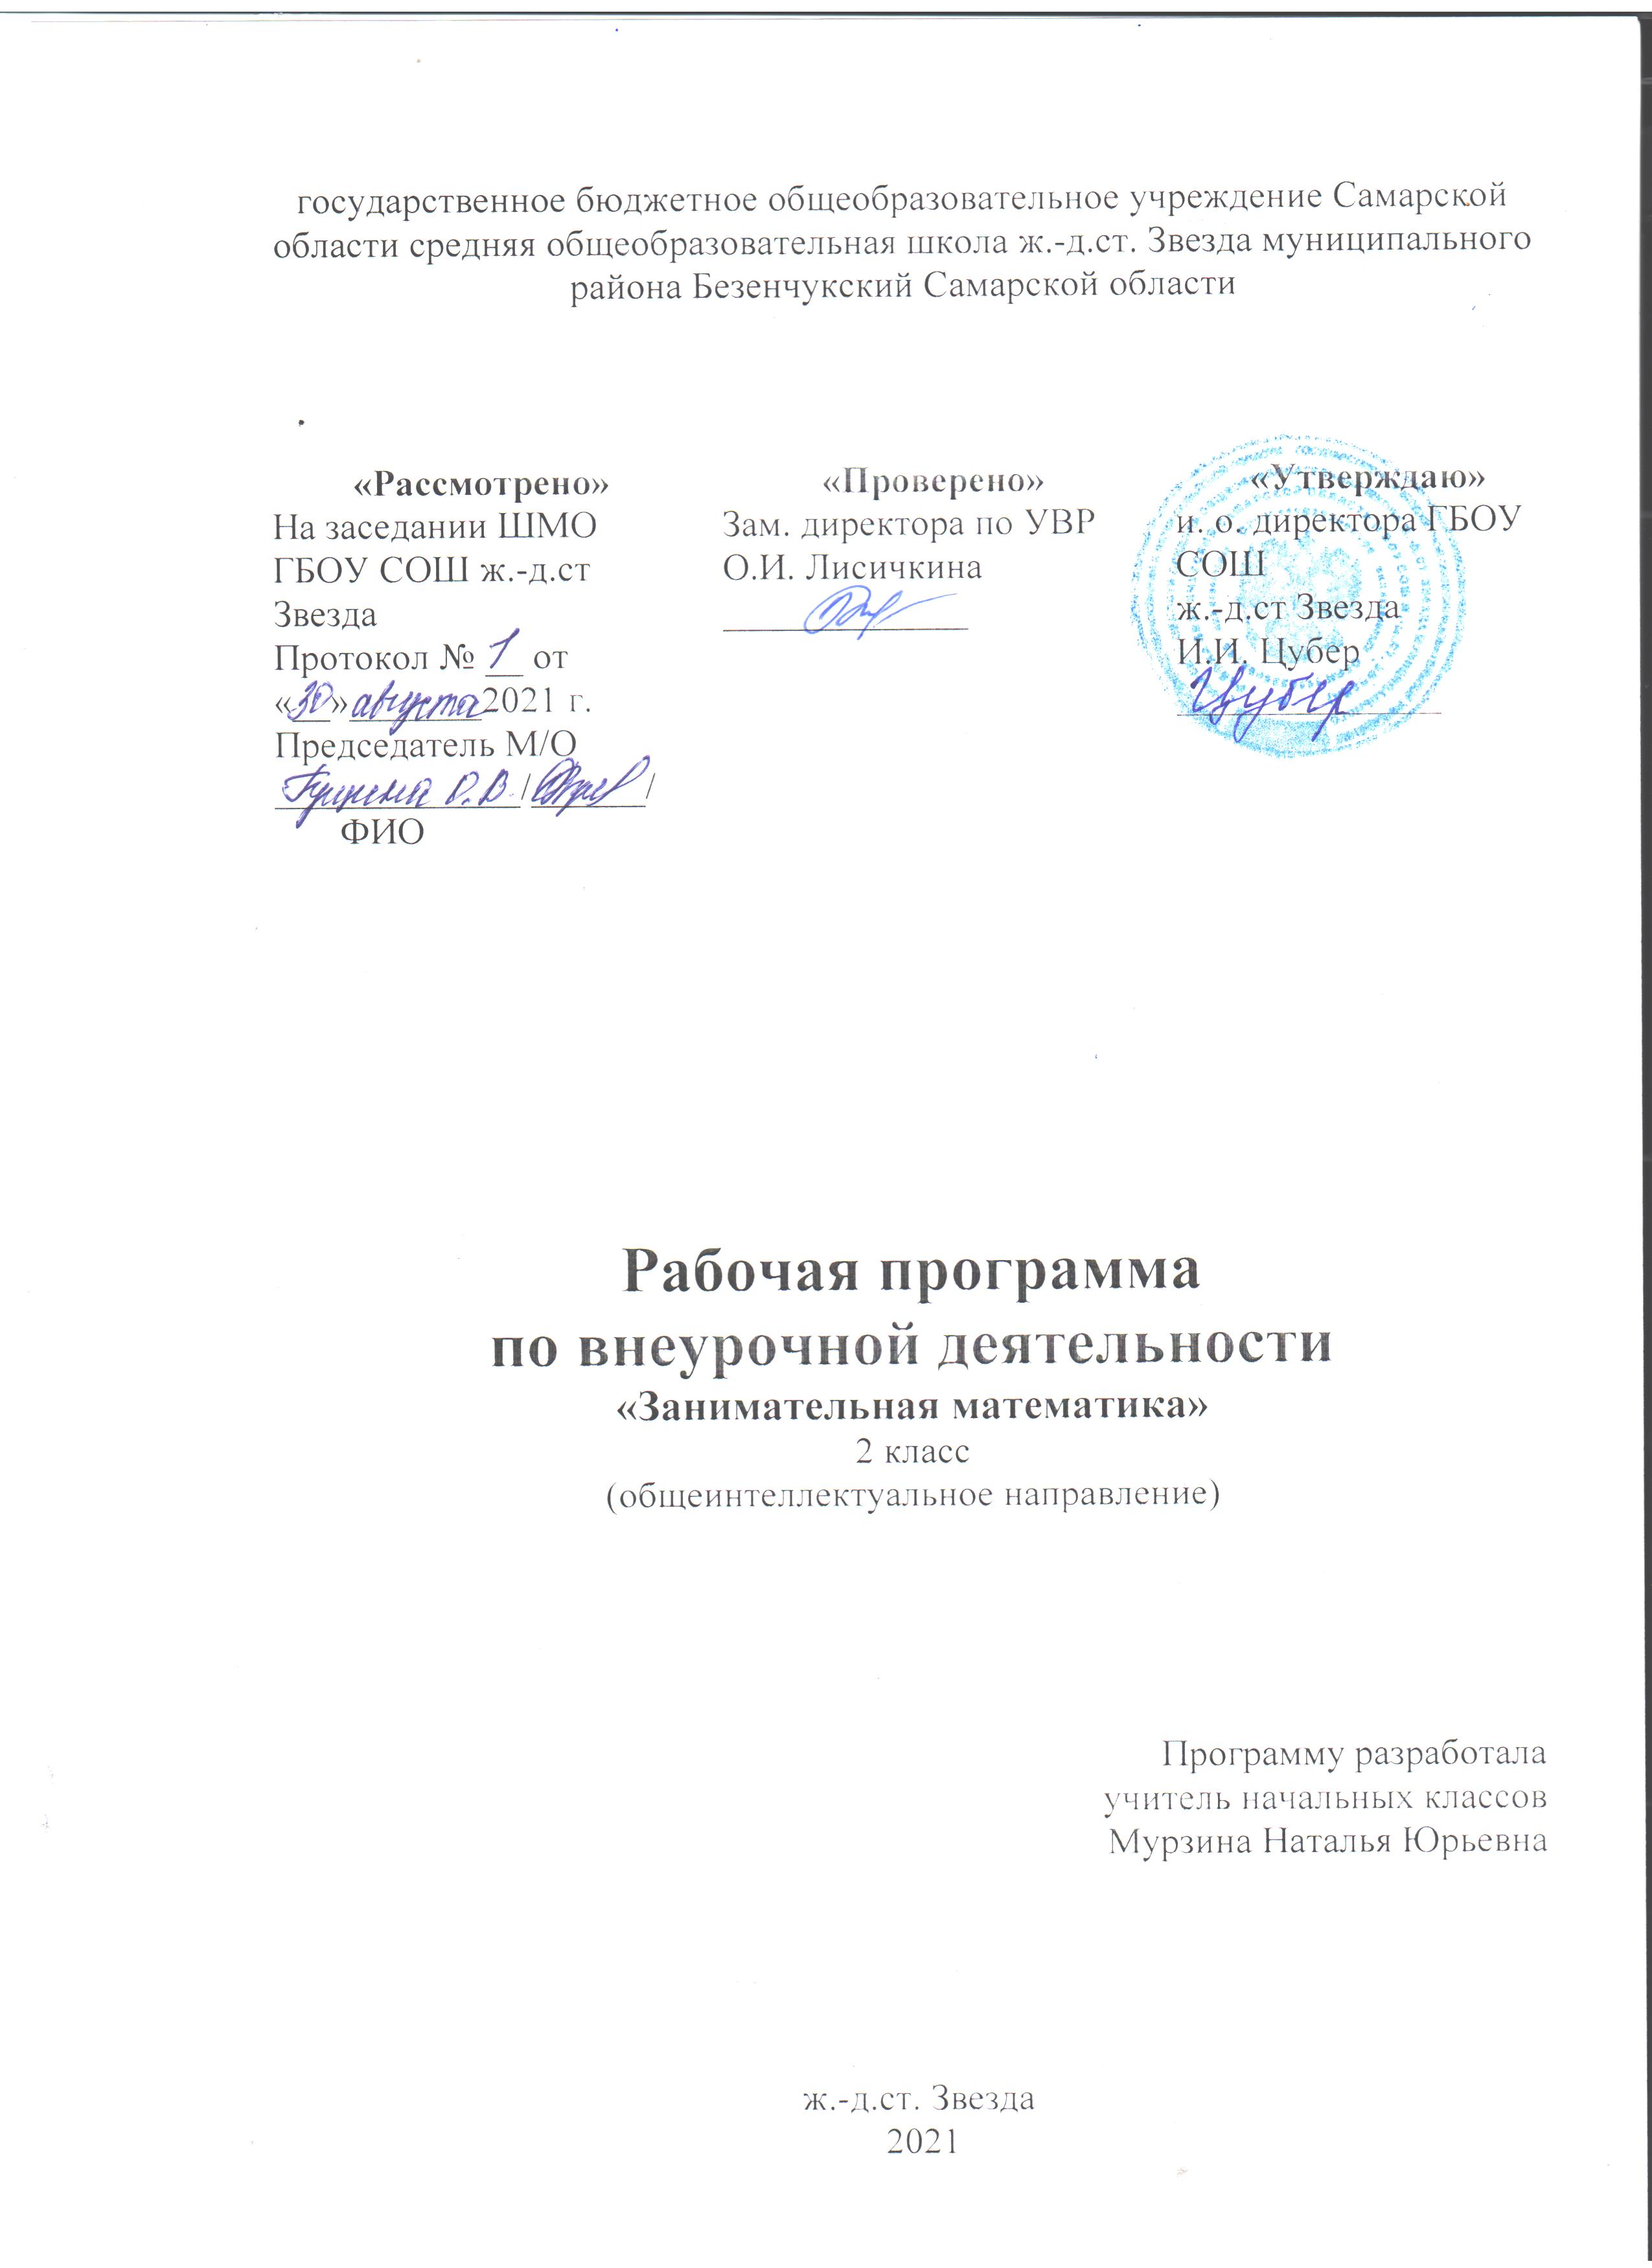 государственное бюджетное общеобразовательное учреждение Самарской
области средняя общеобразовательная школа ж.-д.ст. Звезда муниципального
района Безенчукский Самарской области
«Рассмотрено»
На заседании ШМО
ГБОУ СОШ ж.-д.ст
Звезда
Протокол № 1 от
«30» августа 2021 г.
Председатель М/О
О.В. / /
ФИО
«Проверено»
Зам. директора по УВР
О.И. Лисичкина
«Утверждаю»
и. о. директора ГБОУ
СОШ
ж.-д.ст Звезда
И.И. Цубер
Цубер
Рабочая программа
по внеурочной деятельности
«Занимательная математика»
2 класс
(общеинтеллектуальное направление)
Программу разработала
учитель начальных классов
Мурзина Наталья Юрьевна
ж.-д.ст. Звезда
2021